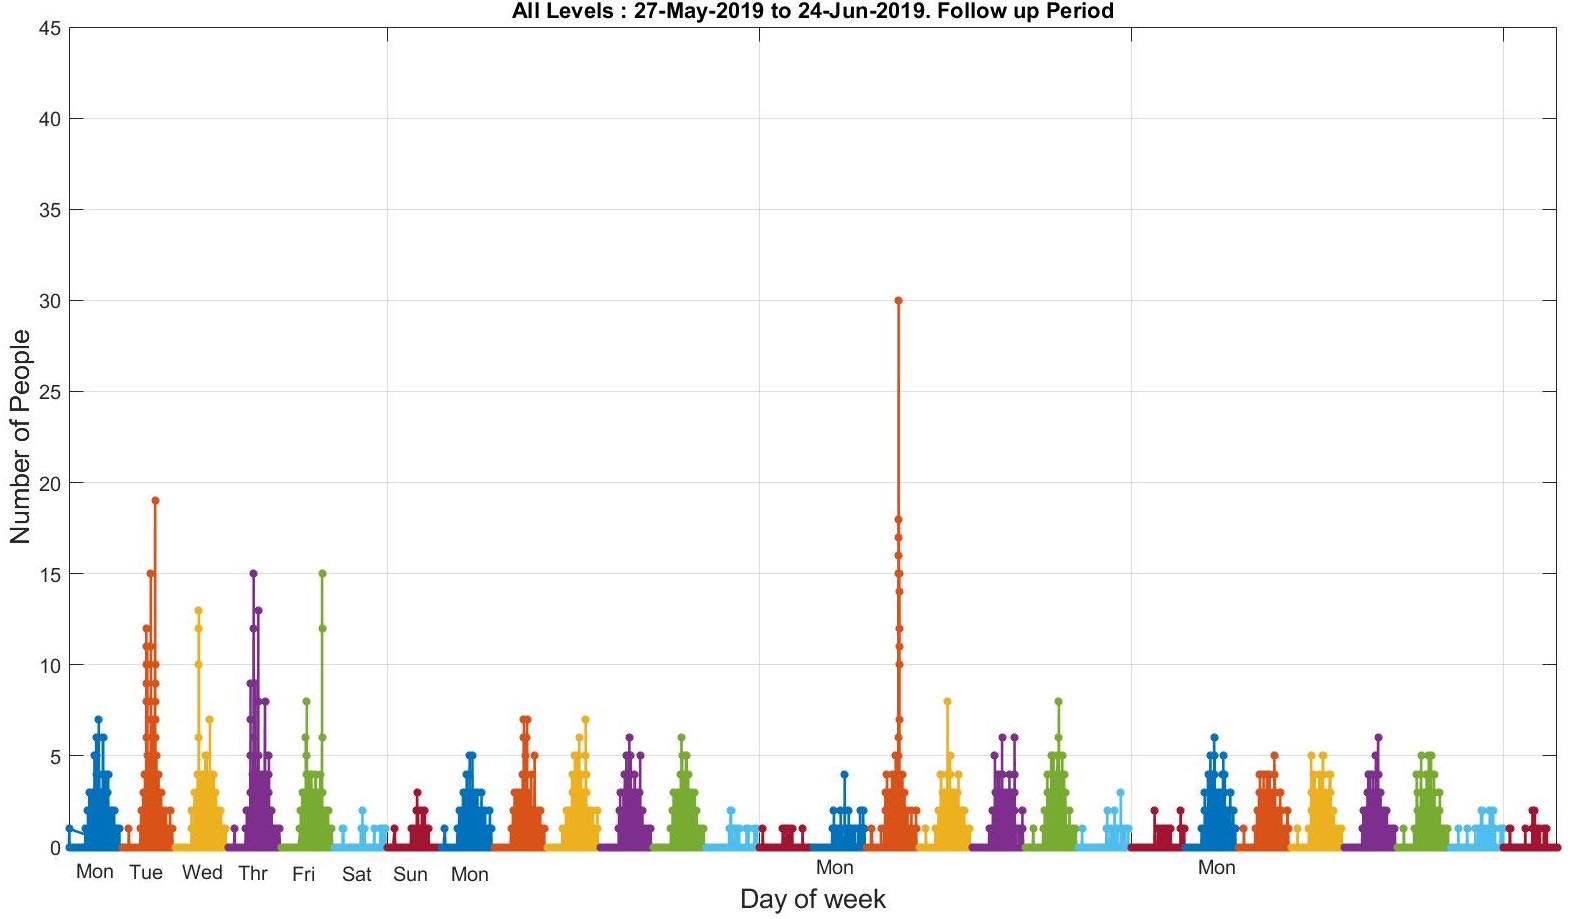 All Levels : 27-May-2019 to 24-Jun-2019. Follow up Period
45
40
35
30
25
20
15
10
5
0
Number of People
Mon Tue Wed Thr Fri Sat Sun Mon Mon Mon
Day of week